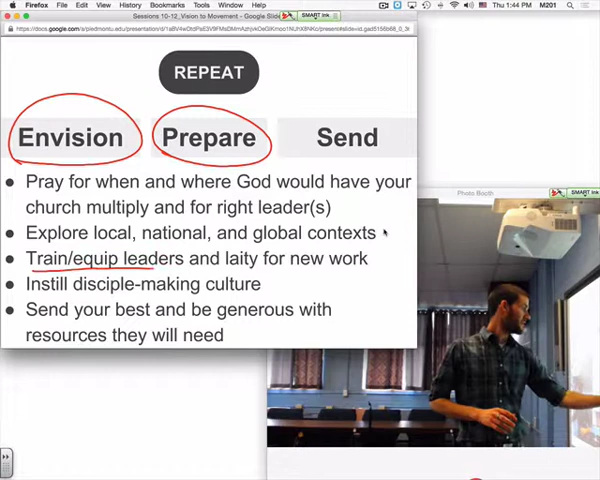 Firefox File Edit View History Bookmarks Tools Window Help Thu 1:44 PM M201
Sessions 10-12_Vision to Movement - Google Slid
SMART Ink
REPEAT
Envision Prepare Send
● Pray for when and where God would have your
church multiply and for right leader(s)
● Explore local, national, and global contexts
● Train/equip leaders and laity for new work
● Instill disciple-making culture
● Send your best and be generous with
resources they will need
Photo Booth
SMART Ink